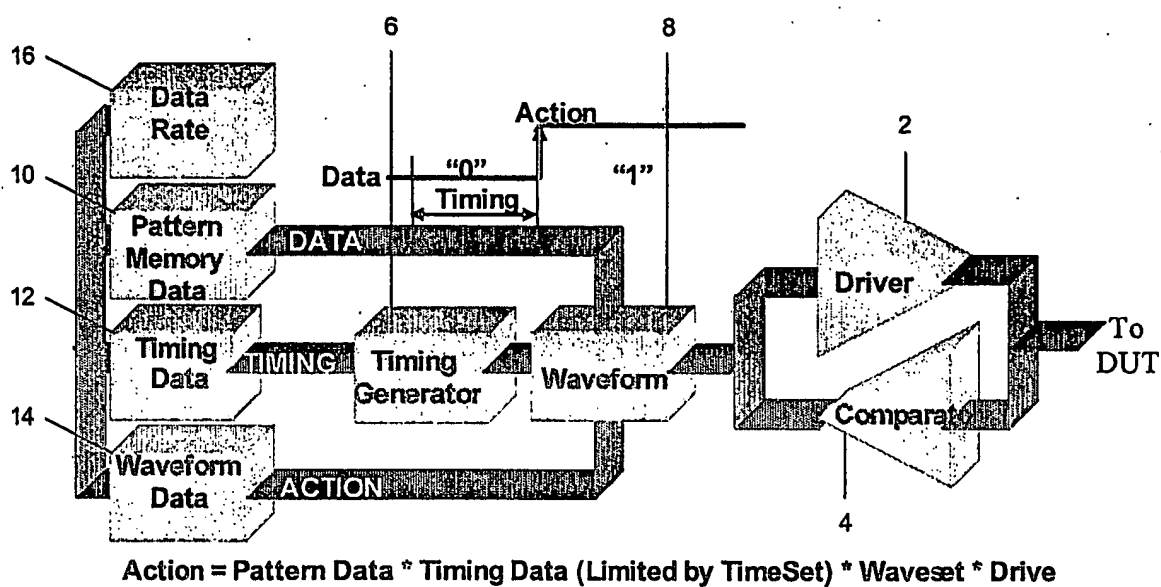 6
8
16
Data
Rate
Action
2
"0"
"1"
Data
Timing
10
Pattern
Memory
Data
DATA
Driver
12
Timing
Data
TIMING
Timing
Generator
Waveform
To
DUT
Comparato
14
Waveform
Data
ACTION
4
Action = Pattern Data * Timing Data (Limited by TimeSet) * Waveset * Drive